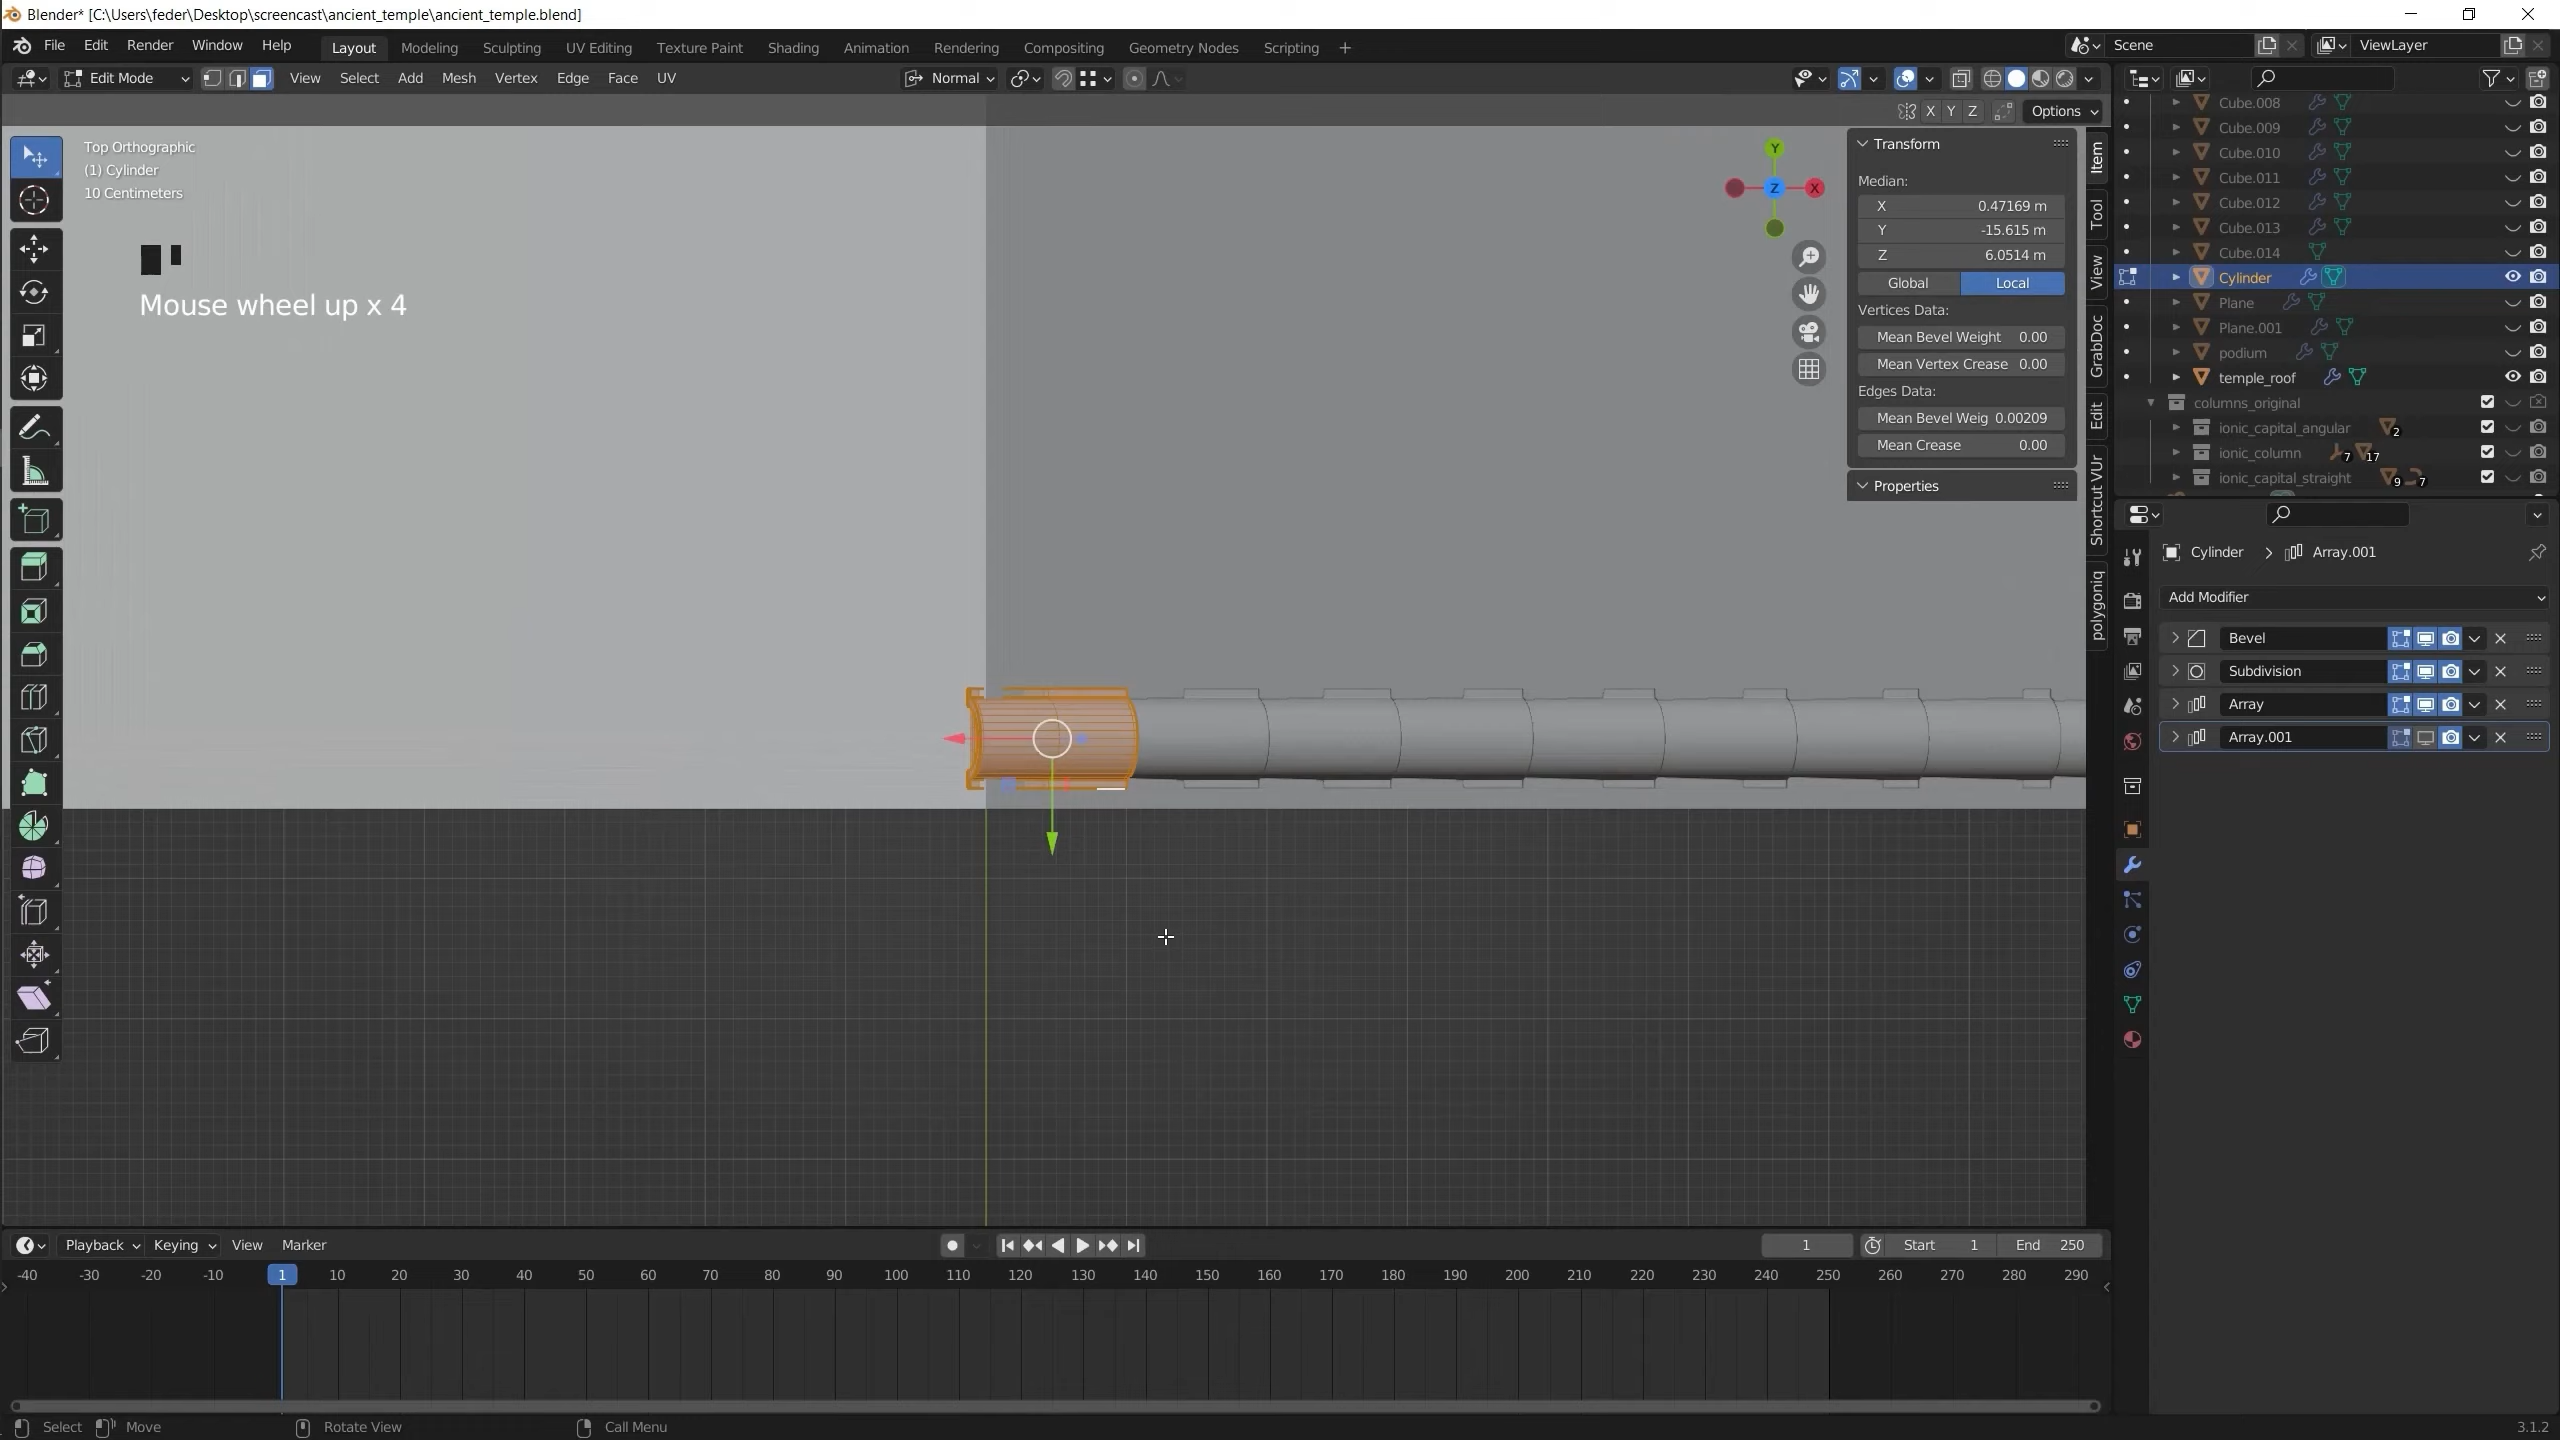 Blender* [C:\Users\feder\Desktop\screencast\ancient_temple\ancient_temple.blend]
File Edit Render Window Help Layout Modeling Sculpting UV Editing Texture Paint Shading Animation Rendering Compositing Geometry Nodes Scripting + Scene ViewLayer
Edit Mode View Select Add Mesh Vertex Edge Face UV Normal
X Y Z Options
Top Orthographic
(1) Cylinder
10 Centimeters
Mouse wheel up x 4
Y
Z X
Transform
Median:
X 0.47169 m
Y -15.615 m
Z 6.0514 m
Global Local
Vertices Data:
Mean Bevel Weight 0.00
Mean Vertex Crease 0.00
Edges Data:
Mean Bevel Weig 0.00209
Mean Crease 0.00
Properties
Item
Tool
View
GrabDoc
Edit
Shortcut VUr
polygoniq
Cube.008
Cube.009
Cube.010
Cube.011
Cube.012
Cube.013
Cube.014
Cylinder
Plane
Plane.001
podium
temple_roof
columns_original
ionic_capital_angular 2
ionic_column 7 17
ionic_capital_straight 9 7
Cylinder > Array.001
Add Modifier
Bevel
Subdivision
Array
Array.001
Playback Keying View Marker 1 Start 1 End 250
-40 -30 -20 -10 1 10 20 30 40 50 60 70 80 90 100 110 120 130 140 150 160 170 180 190 200 210 220 230 240 250 260 270 280 290
Select Move Rotate View Call Menu 3.1.2